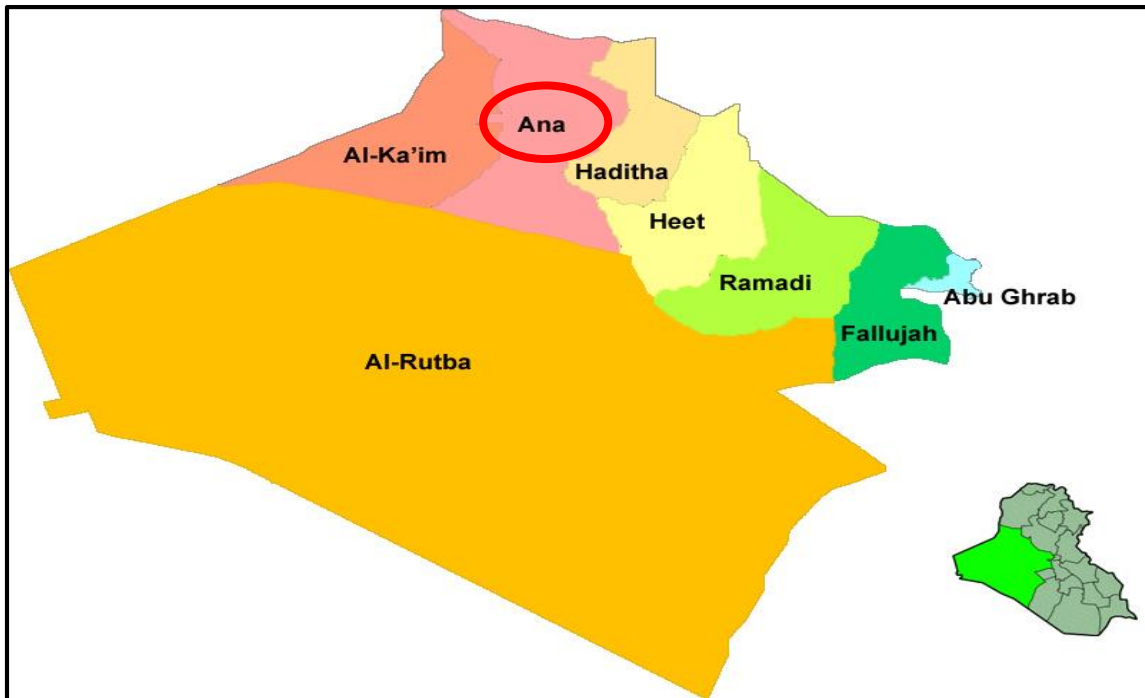 Ana
Al-Ka’im
Haditha
Heet
Ramadi
Abu Ghrab
Fallujah
Al-Rutba